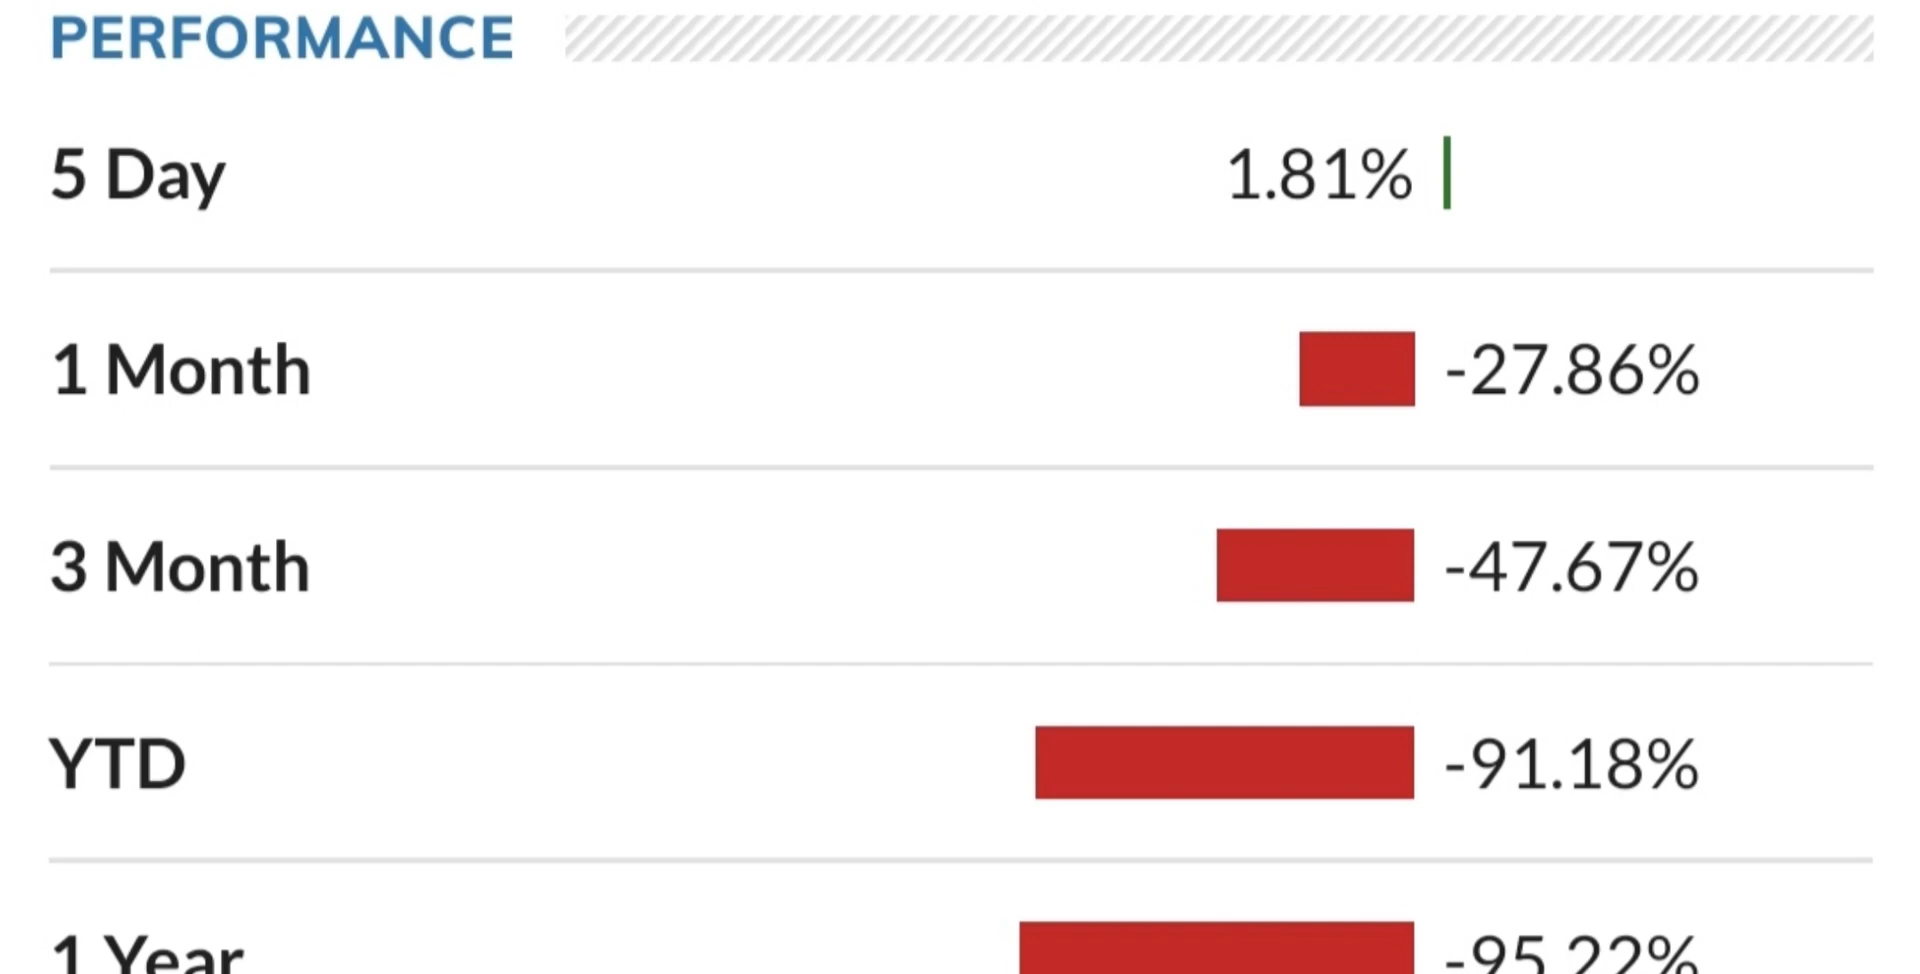 PERFORMANCE
5 Day 1.81%
1 Month -27.86%
3 Month -47.67%
YTD -91.18%
1 Year -95.22%